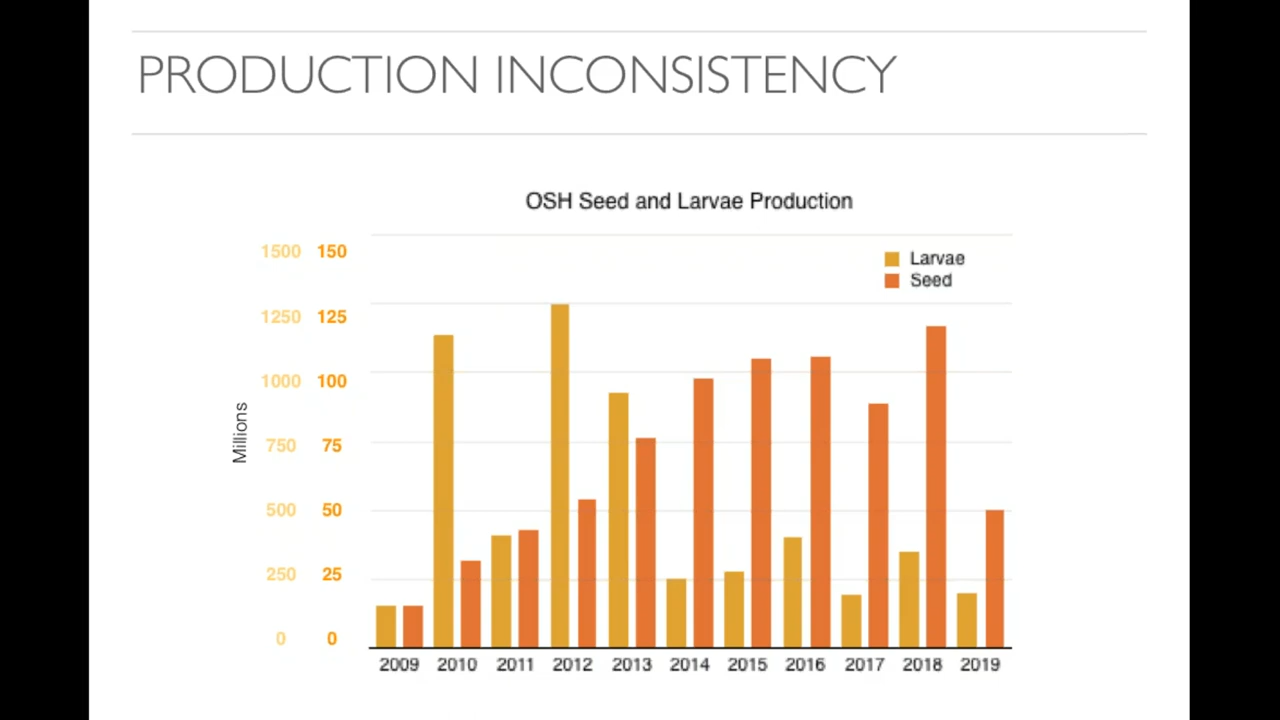 PRODUCTION INCONSISTENCY
OSH Seed and Larvae Production
1500 150
Larvae
Seed
1250 125
1000 100
Millions
750 75
500 50
250 25
0 0
2009 2010 2011 2012 2013 2014 2015 2016 2017 2018 2019